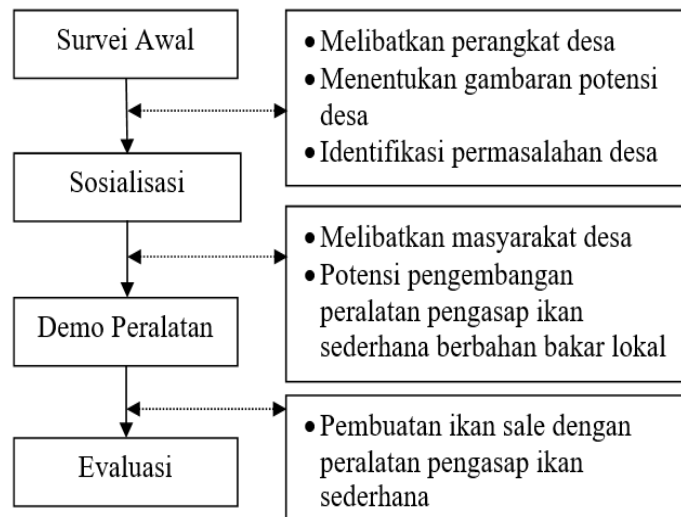 Survei Awal
• Melibatkan perangkat desa
• Menentukan gambaran potensi
desa
• Identifikasi permasalahan desa
Sosialisasi
• Melibatkan masyarakat desa
• Potensi pengembangan
peralatan pengasap ikan
sederhana berbahan bakar lokal
Demo Peralatan
• Pembuatan ikan sale dengan
peralatan pengasap ikan
sederhana
Evaluasi